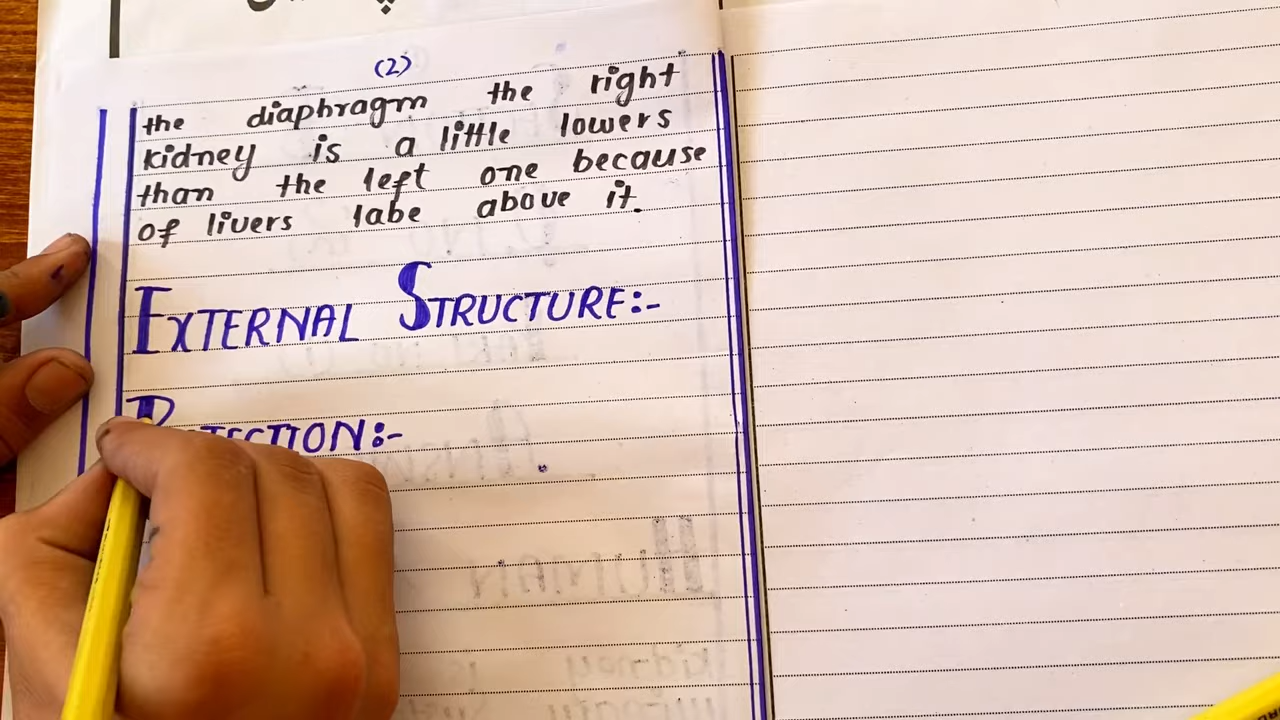 (2)
the diaphragm the right
kidney is a little lowers
than the left one because
of livers labe above it.
EXTERNAL STRUCTURE:-
PROTECTION:-